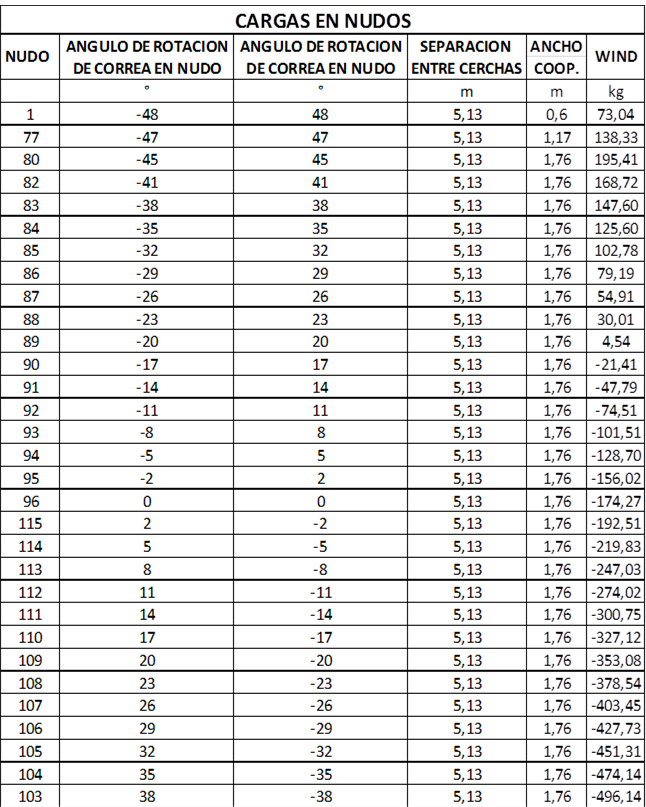 CARGAS EN NUDOS
NUDO ANGULO DE ROTACION DE CORREA EN NUDO ANGULO DE ROTACION DE CORREA EN NUDO SEPARACION ENTRE CERCHAS ANCHO COOP. WIND
° ° m m kg
1 -48 48 5,13 0,6 73,04
77 -47 47 5,13 1,17 138,33
80 -45 45 5,13 1,76 195,41
82 -41 41 5,13 1,76 168,72
83 -38 38 5,13 1,76 147,60
84 -35 35 5,13 1,76 125,60
85 -32 32 5,13 1,76 102,78
86 -29 29 5,13 1,76 79,19
87 -26 26 5,13 1,76 54,91
88 -23 23 5,13 1,76 30,01
89 -20 20 5,13 1,76 4,54
90 -17 17 5,13 1,76 -21,41
91 -14 14 5,13 1,76 -47,79
92 -11 11 5,13 1,76 -74,51
93 -8 8 5,13 1,76 -101,51
94 -5 5 5,13 1,76 -128,70
95 -2 2 5,13 1,76 -156,02
96 0 0 5,13 1,76 -174,27
115 2 -2 5,13 1,76 -192,51
114 5 -5 5,13 1,76 -219,83
113 8 -8 5,13 1,76 -247,03
112 11 -11 5,13 1,76 -274,02
111 14 -14 5,13 1,76 -300,75
110 17 -17 5,13 1,76 -327,12
109 20 -20 5,13 1,76 -353,08
108 23 -23 5,13 1,76 -378,54
107 26 -26 5,13 1,76 -403,45
106 29 -29 5,13 1,76 -427,73
105 32 -32 5,13 1,76 -451,31
104 35 -35 5,13 1,76 -474,14
103 38 -38 5,13 1,76 -496,14